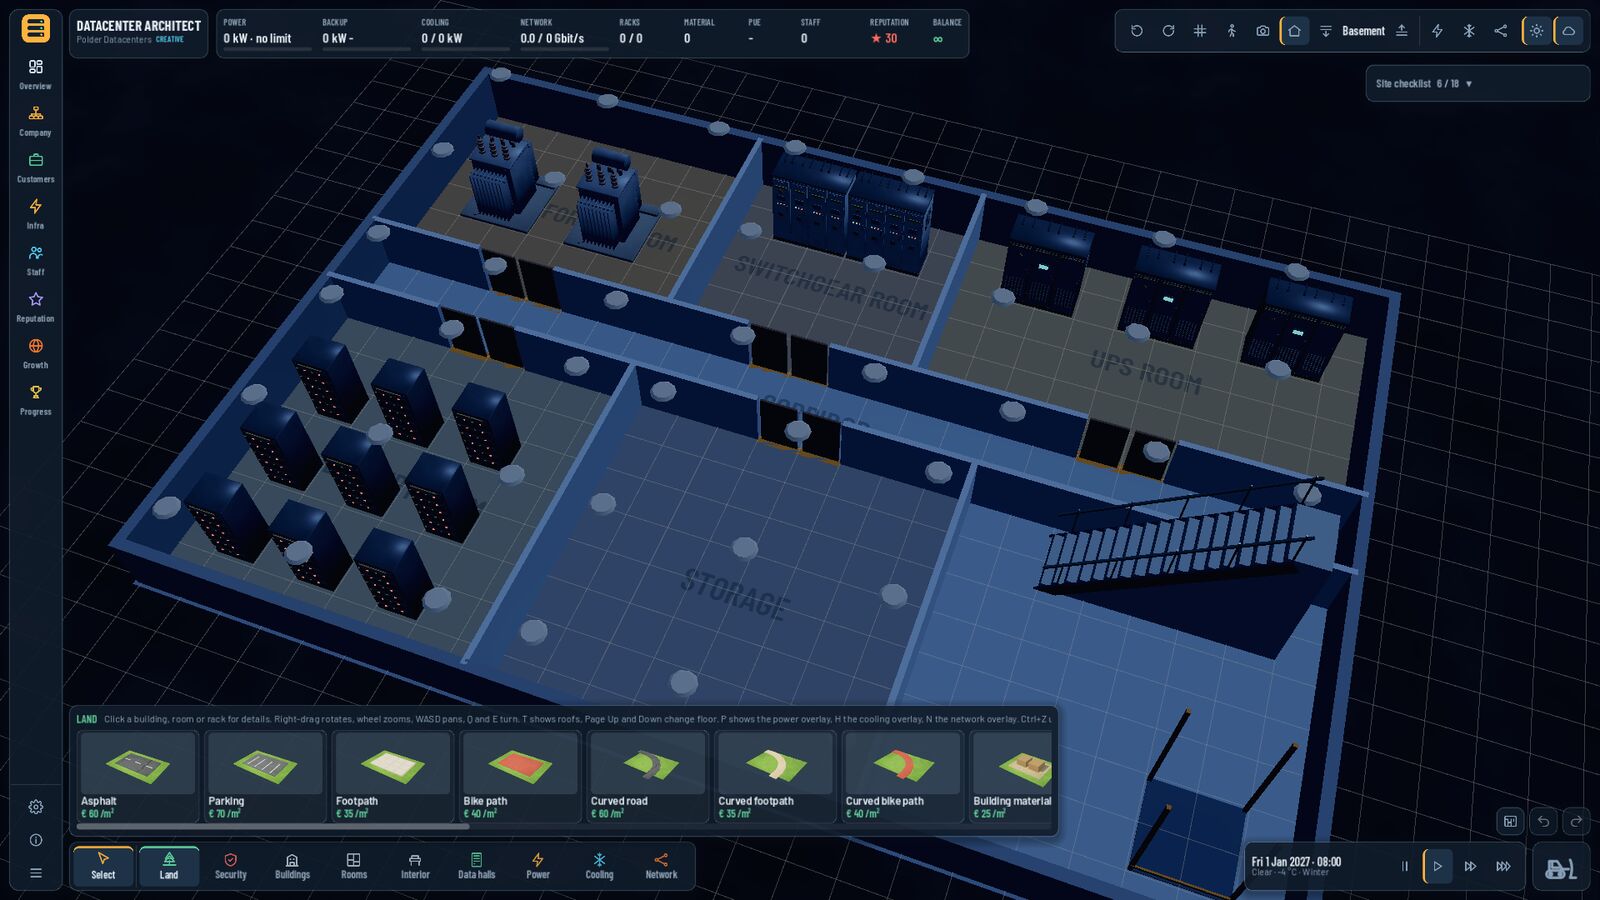 DATACENTER ARCHITECT
Polder Datacenters CREATIVE
POWER
0 kW · no limit
BACKUP
0 kW -
COOLING
0 / 0 kW
NETWORK
0.0 / 0 Gbit/s
RACKS
0 / 0
MATERIAL
0
PUE
-
STAFF
0
REPUTATION
★ 30
BALANCE
∞
Basement
Site checklist 6 / 18 ▾
Overview
Company
Customers
Infra
Staff
Reputation
Growth
Progress
SWITCHGEAR ROOM
UPS ROOM
STORAGE
LAND Click a building, room or rack for details. Right-drag rotates, wheel zooms, WASD pans, Q and E turn. T shows roofs, Page Up and Down change floor. P shows the power overlay, H the cooling overlay, N the network overlay. Ctrl+Z
Asphalt
€ 60 /m²
Parking
€ 70 /m²
Footpath
€ 35 /m²
Bike path
€ 40 /m²
Curved road
€ 60 /m²
Curved footpath
€ 35 /m²
Curved bike path
€ 40 /m²
Building material
€ 25 /m²
Select
Land
Security
Buildings
Rooms
Interior
Data halls
Power
Cooling
Network
Fri 1 Jan 2027 · 08:00
Clear · -4 °C · Winter